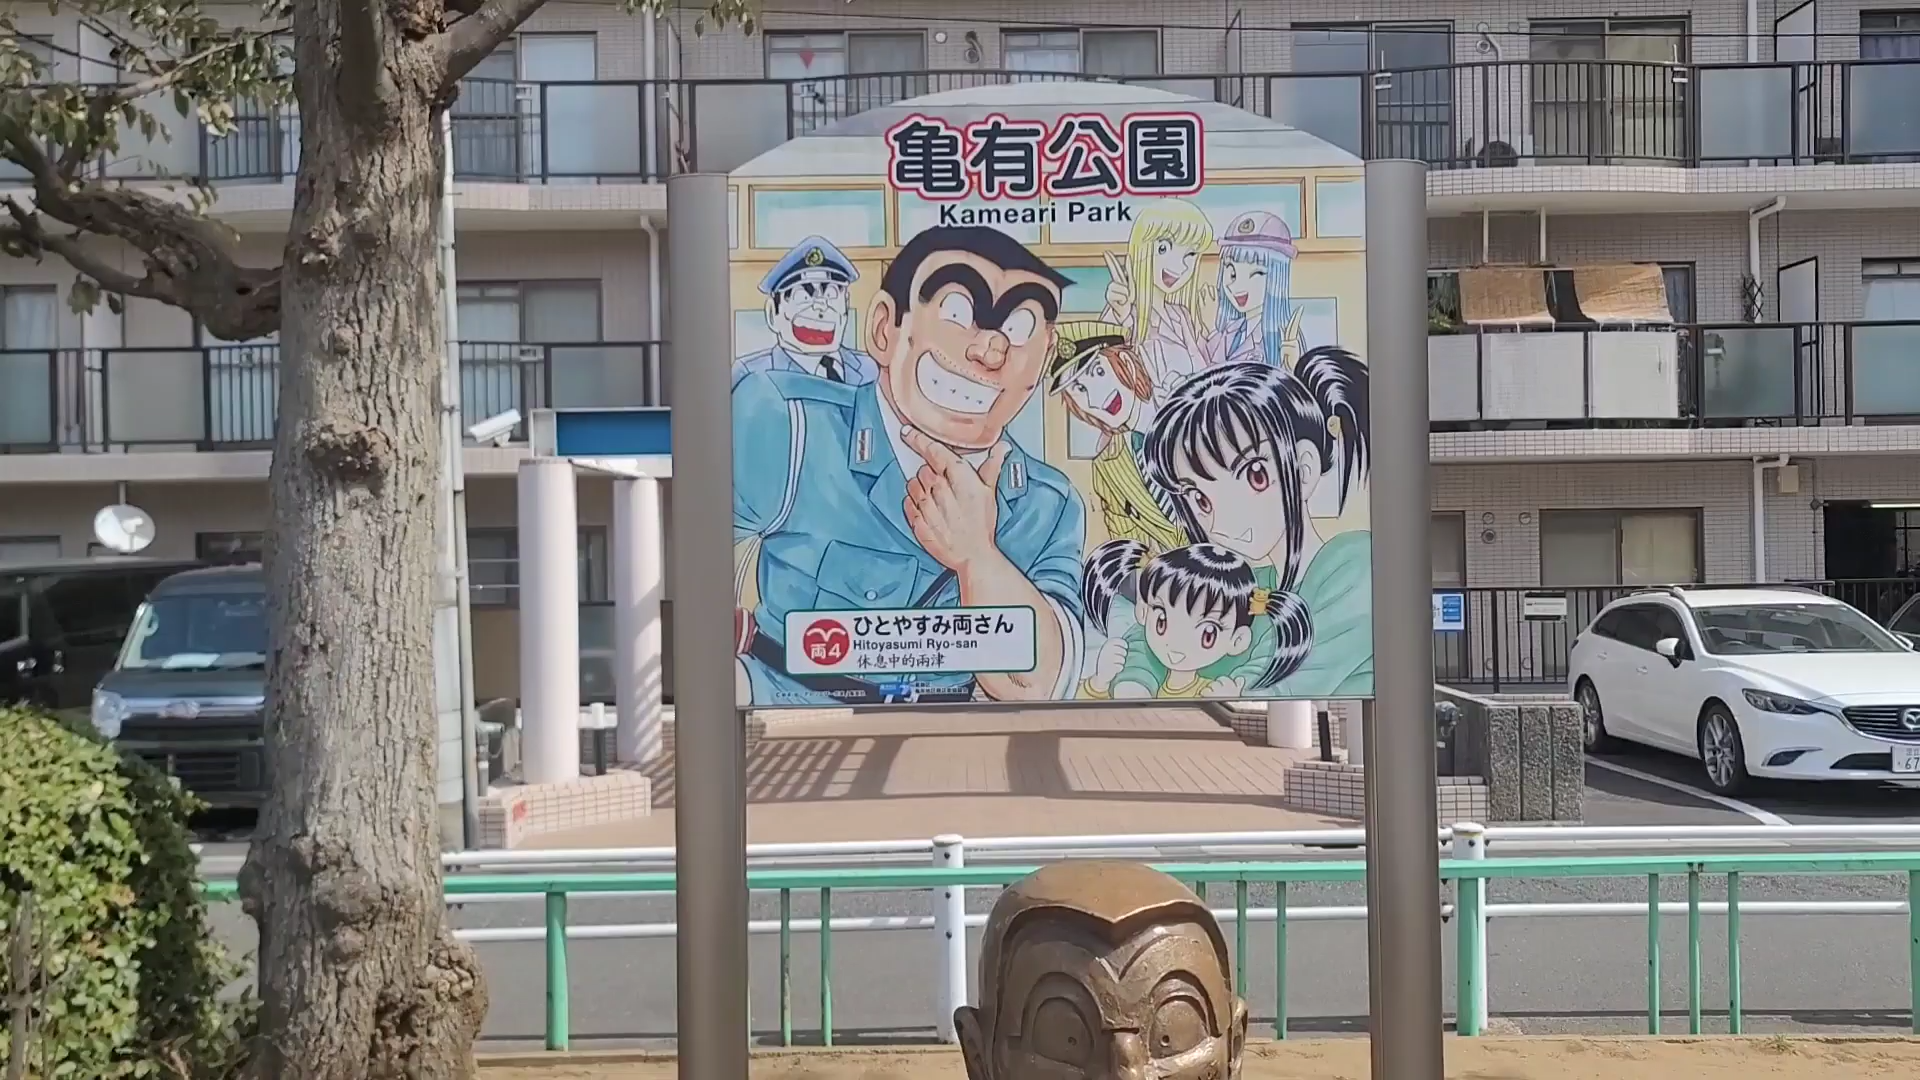 亀有公園
Kameari Park
両4
ひとやすみ両さん
Hitoyasumi Ryo-san
休息中的両津
67